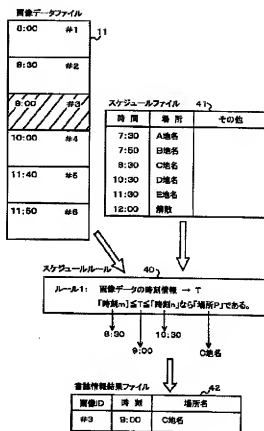 画像データファイル
11
8:00 #1
8:30 #2
9:00 #3
10:00 #4
11:40 #5
11:50 #6
スケジュールファイル 41
時間 場所 その他
7:30 A地名
7:50 B地名
8:30 C地名
10:30 D地名
11:30 E地名
12:00 解散
スケジュールルール 40
ルール1: 画像データの時刻情報 → T
「時刻m」≦T≦「時刻n」なら「場所P」である。
8:30
10:30
9:00
C地名
書誌情報結果ファイル 42
画像ID 時刻 場所名
#3 9:00 C地名